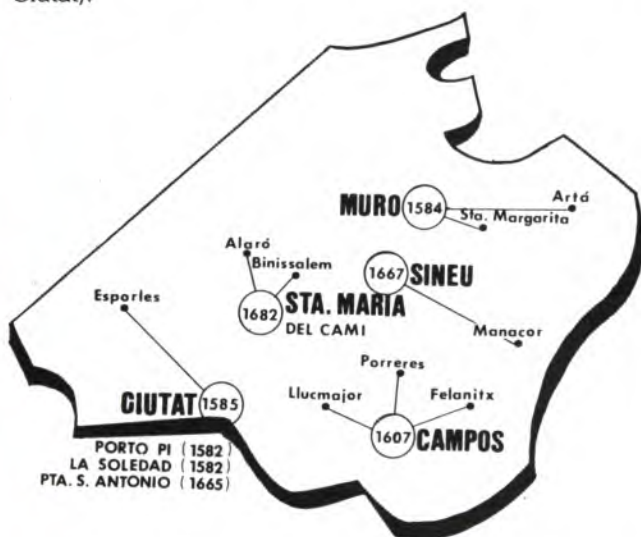 Ciutat).
MURO 1584
Artá
Sta. Margarita
Alaró
Binissalem
1667 SINEU
Esporles
1682 STA. MARIA
DEL CAMI
Manacor
Porreres
Llucmajor
Felanitx
CIUTAT 1585
1607 CAMPOS
PORTO PI (1582)
LA SOLEDAD (1582)
PTA. S. ANTONIO (1665)